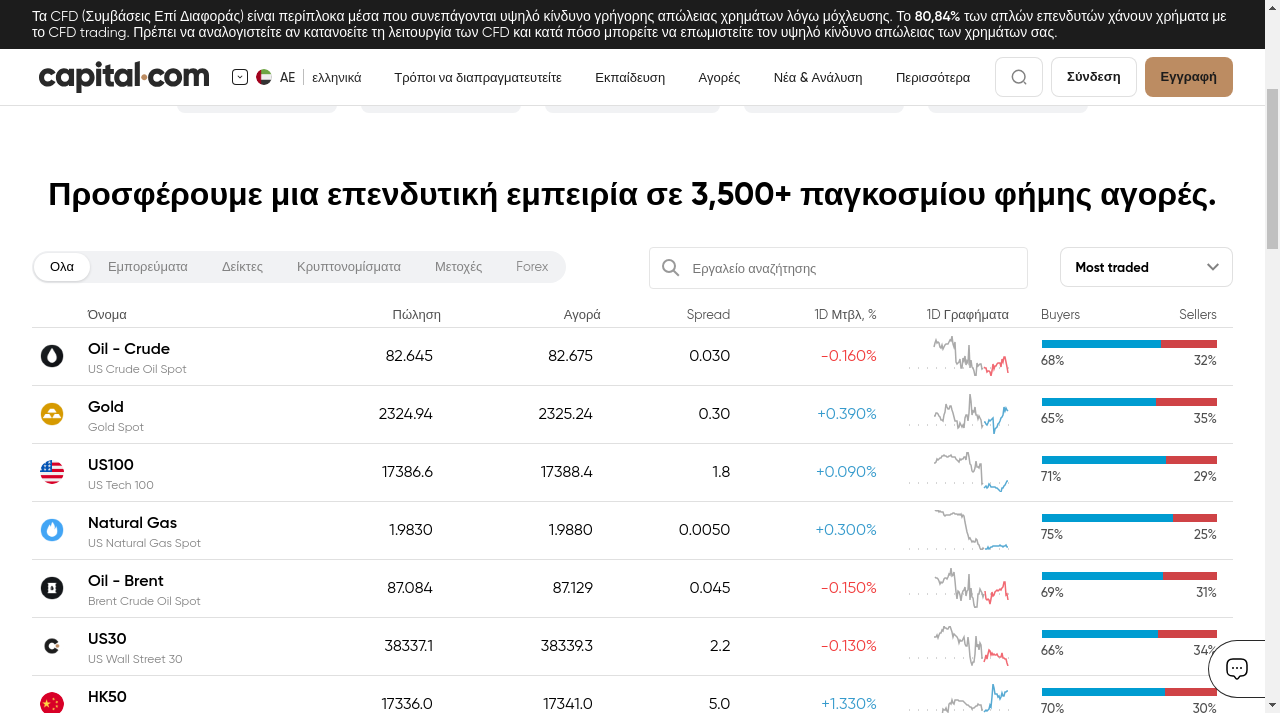 Τα CFD (Συμβάσεις Επί Διαφοράς) είναι περίπλοκα μέσα που συνεπάγονται υψηλό κίνδυνο γρήγορης απώλειας χρημάτων λόγω μόχλευσης. Το 80,84% των απλών επενδυτών χάνουν χρήματα με
το CFD trading. Πρέπει να αναλογιστείτε αν κατανοείτε τη λειτουργία των CFD και κατά πόσο μπορείτε να επωμιστείτε τον υψηλό κίνδυνο απώλειας των χρημάτων σας.
capital.com AE ελληνικά Τρόποι να διαπραγματευτείτε Εκπαίδευση Αγορές Νέα & Ανάλυση Περισσότερα Σύνδεση Εγγραφή
Προσφέρουμε μια επενδυτική εμπειρία σε 3,500+ παγκοσμίου φήμης αγορές.
Ολα Εμπορεύματα Δείκτες Κρυπτονομίσματα Μετοχές Forex Εργαλείο αναζήτησης Most traded
Όνομα Πώληση Αγορά Spread 1D Μτβλ, % 1D Γραφήματα Buyers Sellers
Oil - Crude 82.645 82.675 0.030 -0.160%
US Crude Oil Spot 68% 32%
Gold 2324.94 2325.24 0.30 +0.390%
Gold Spot 65% 35%
US100 17386.6 17388.4 1.8 +0.090%
US Tech 100 71% 29%
Natural Gas 1.9830 1.9880 0.0050 +0.300%
US Natural Gas Spot 75% 25%
Oil - Brent 87.084 87.129 0.045 -0.150%
Brent Crude Oil Spot 69% 31%
US30 38337.1 38339.3 2.2 -0.130%
US Wall Street 30 66% 34%
HK50 17336.0 17341.0 5.0 +1.330%
70% 30%